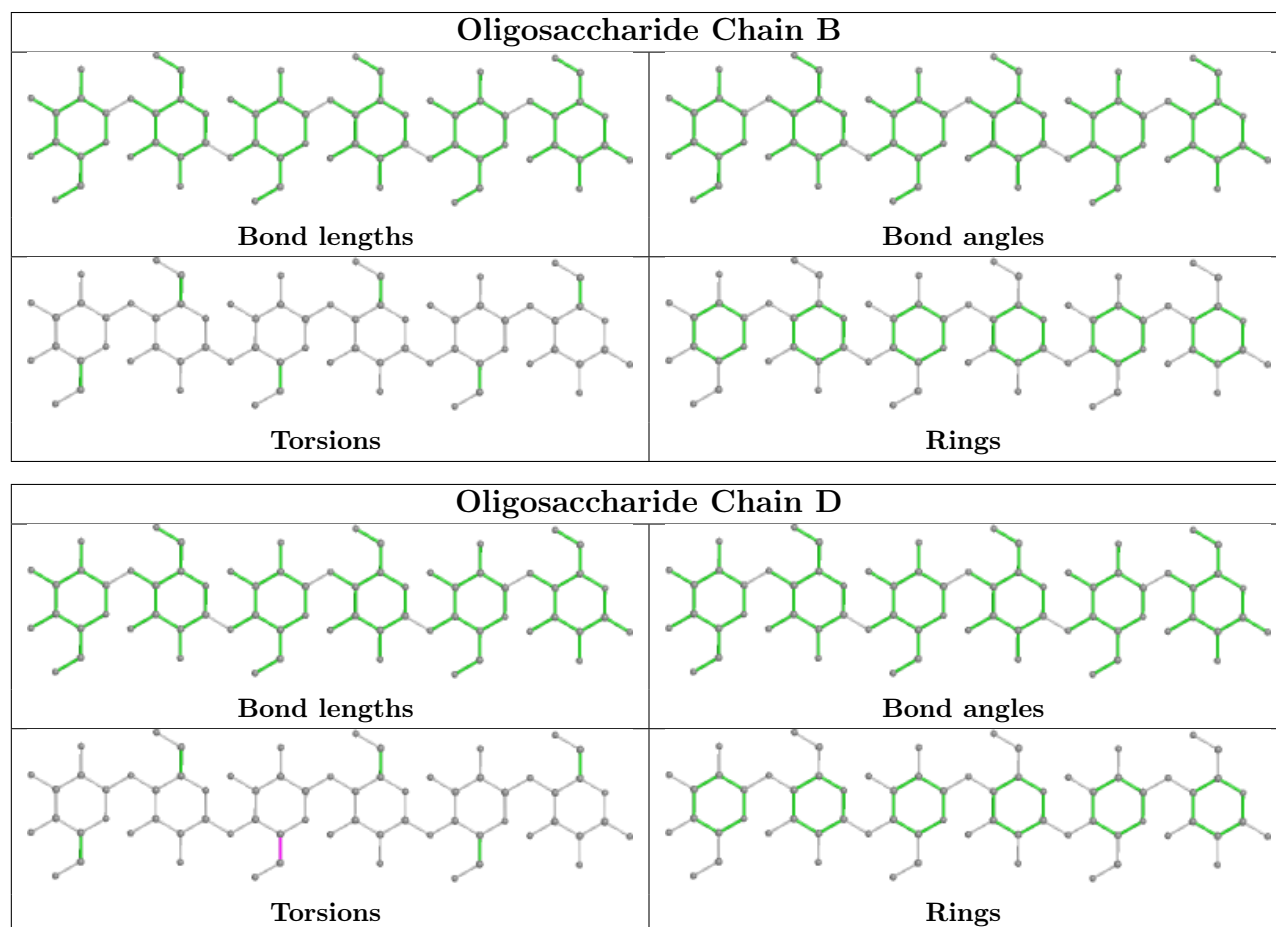 Oligosaccharide Chain B
Bond lengths
Bond angles
Torsions
Rings
Oligosaccharide Chain D
Bond lengths
Bond angles
Torsions
Rings